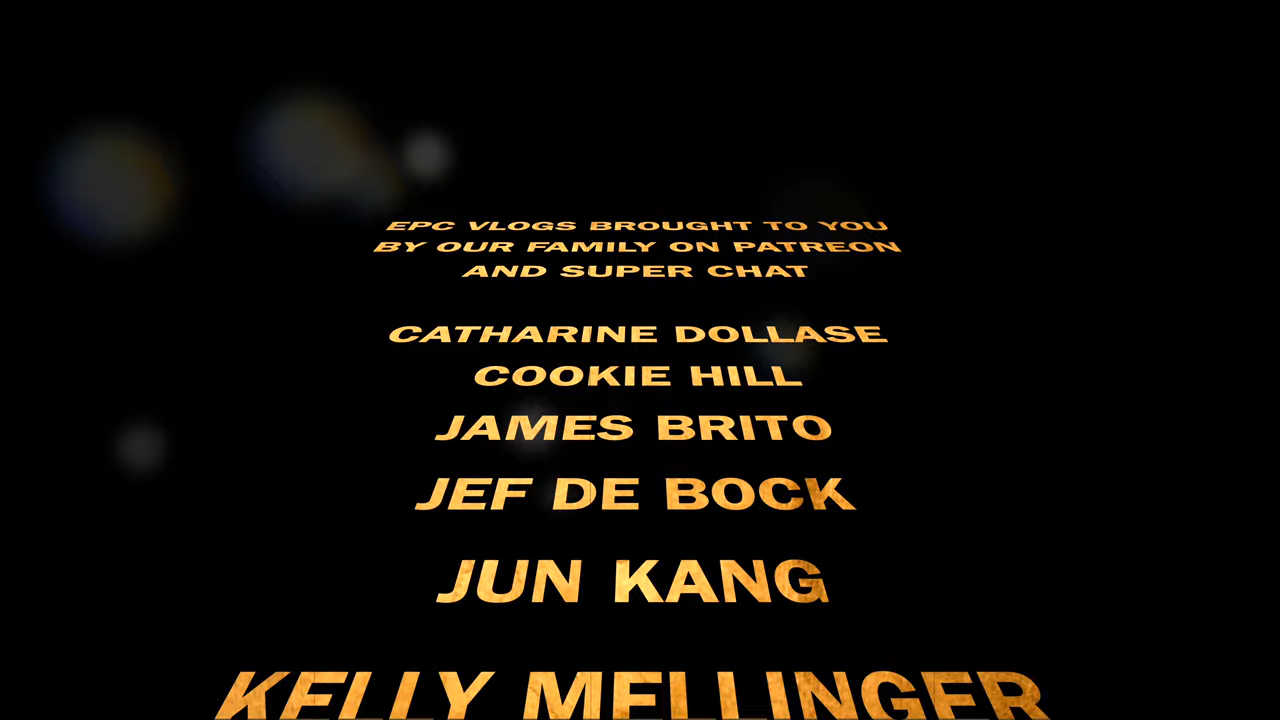 EPC VLOGS BROUGHT TO YOU
BY OUR FAMILY ON PATREON
AND SUPER CHAT
CATHARINE DOLLASE
COOKIE HILL
JAMES BRITO
JEF DE BOCK
JUN KANG
KELLY MELLINGER